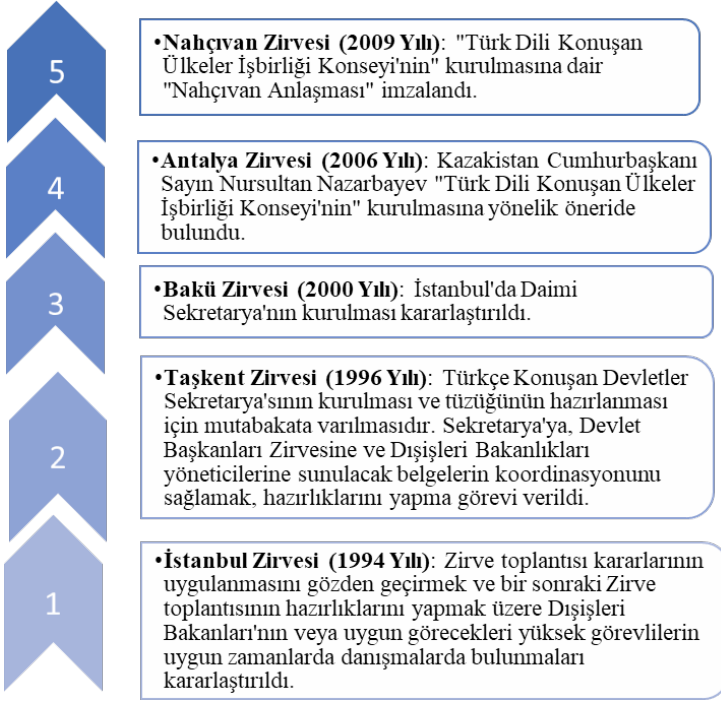 5
•Nahçıvan Zirvesi (2009 Yılı): "Türk Dili Konuşan
Ülkeler İşbirliği Konseyi'nin" kurulmasına dair
"Nahçıvan Anlaşması" imzalandı.
4
•Antalya Zirvesi (2006 Yılı): Kazakistan Cumhurbaşkanı
Sayın Nursultan Nazarbayev "Türk Dili Konuşan Ülkeler
İşbirliği Konseyi'nin" kurulmasına yönelik öneride
bulundu.
3
•Bakü Zirvesi (2000 Yılı): İstanbul'da Daimi
Sekretarya'nın kurulması kararlaştırıldı.
2
•Taşkent Zirvesi (1996 Yılı): Türkçe Konuşan Devletler
Sekretarya'sının kurulması ve tüzüğünün hazırlanması
için mutabakata varılmasıdır. Sekretarya'ya, Devlet
Başkanları Zirvesine ve Dışişleri Bakanlıkları
yöneticilerine sunulacak belgelerin koordinasyonunu
sağlamak, hazırlıklarını yapma görevi verildi.
1
•İstanbul Zirvesi (1994 Yılı): Zirve toplantısı kararlarının
uygulanmasını gözden geçirmek ve bir sonraki Zirve
toplantısının hazırlıklarını yapmak üzere Dışişleri
Bakanları'nın veya uygun görecekleri yüksek görevlilerin
uygun zamanlarda danışmalarda bulunmaları
kararlaştırıldı.